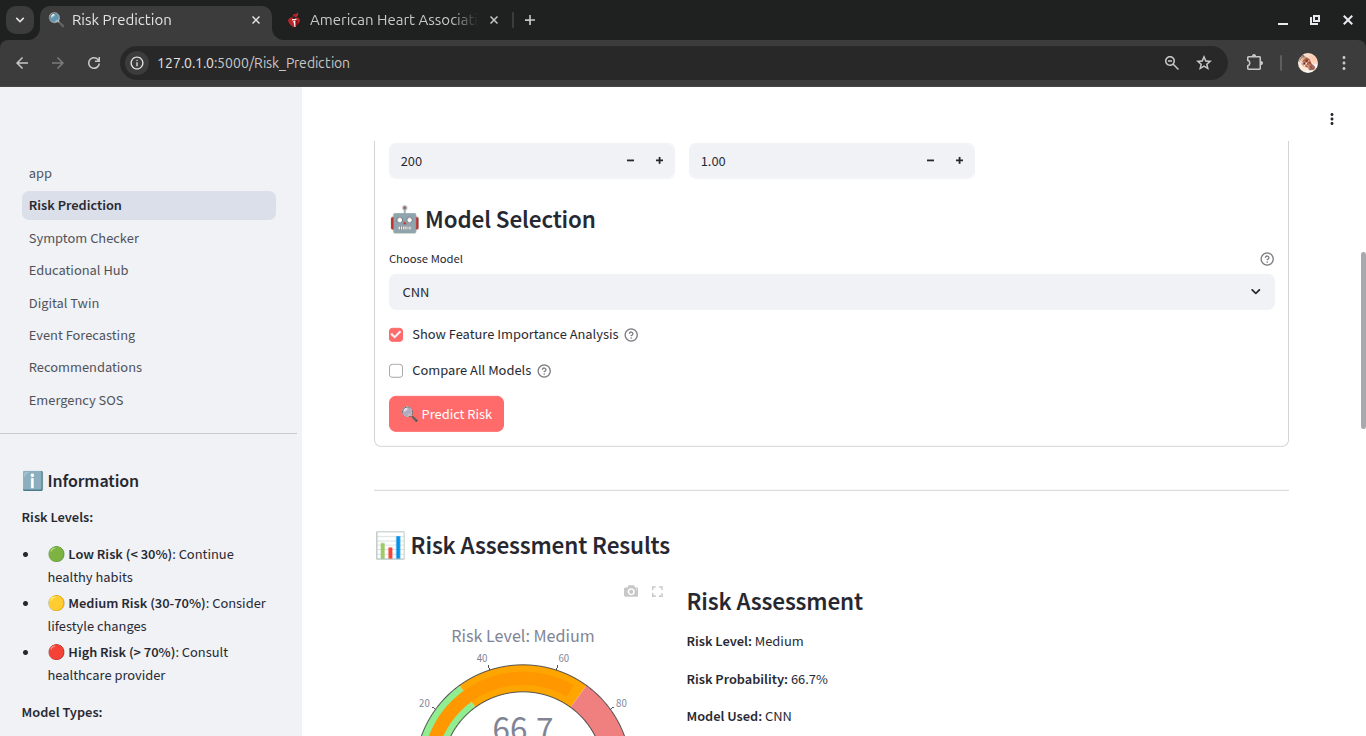 Risk Prediction
American Heart Associat
127.0.1.0:5000/Risk_Prediction
app
Risk Prediction
Symptom Checker
Educational Hub
Digital Twin
Event Forecasting
Recommendations
Emergency SOS
Information
Risk Levels:
Low Risk (< 30%): Continue
healthy habits
Medium Risk (30-70%): Consider
lifestyle changes
High Risk (> 70%): Consult
healthcare provider
Model Types:
200 1.00
Model Selection
Choose Model
CNN
Show Feature Importance Analysis
Compare All Models
Predict Risk
Risk Assessment Results
Risk Level: Medium
20
40
60
80
66.7
Risk Assessment
Risk Level: Medium
Risk Probability: 66.7%
Model Used: CNN